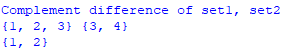 Complement difference of set1, set2
{1, 2, 3} {3, 4}
{1, 2}